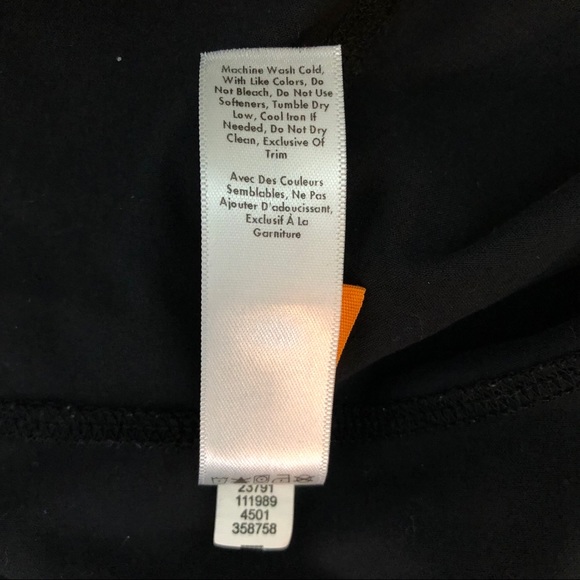 Machine Wash Cold,
With Like Colors, Do
Not Bleach, Do Not Use
Softeners, Tumble Dry
Low, Cool Iron If
Needed, Do Not Dry
Clean, Exclusive Of
Trim
Avec Des Couleurs
Semblables, Ne Pas
Ajouter D'adoucissant,
Exclusif À La
Garniture
23791
111989
4501
358758